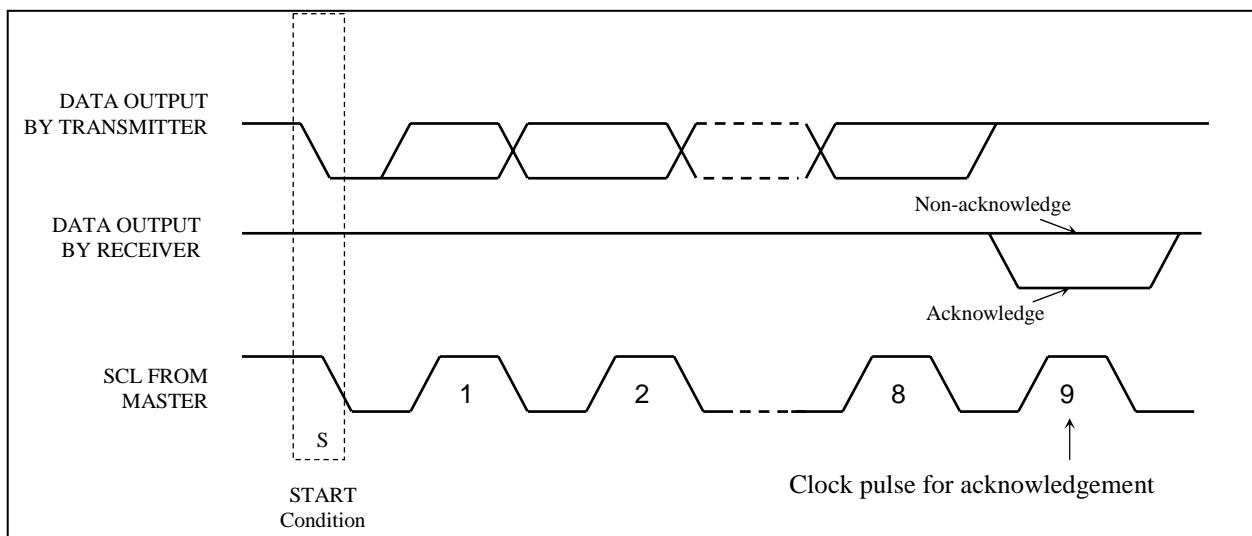 DATA OUTPUT
BY TRANSMITTER
Non-acknowledge
DATA OUTPUT
BY RECEIVER
Acknowledge
SCL FROM
MASTER
1
2
8
9
S
START
Condition
Clock pulse for acknowledgement